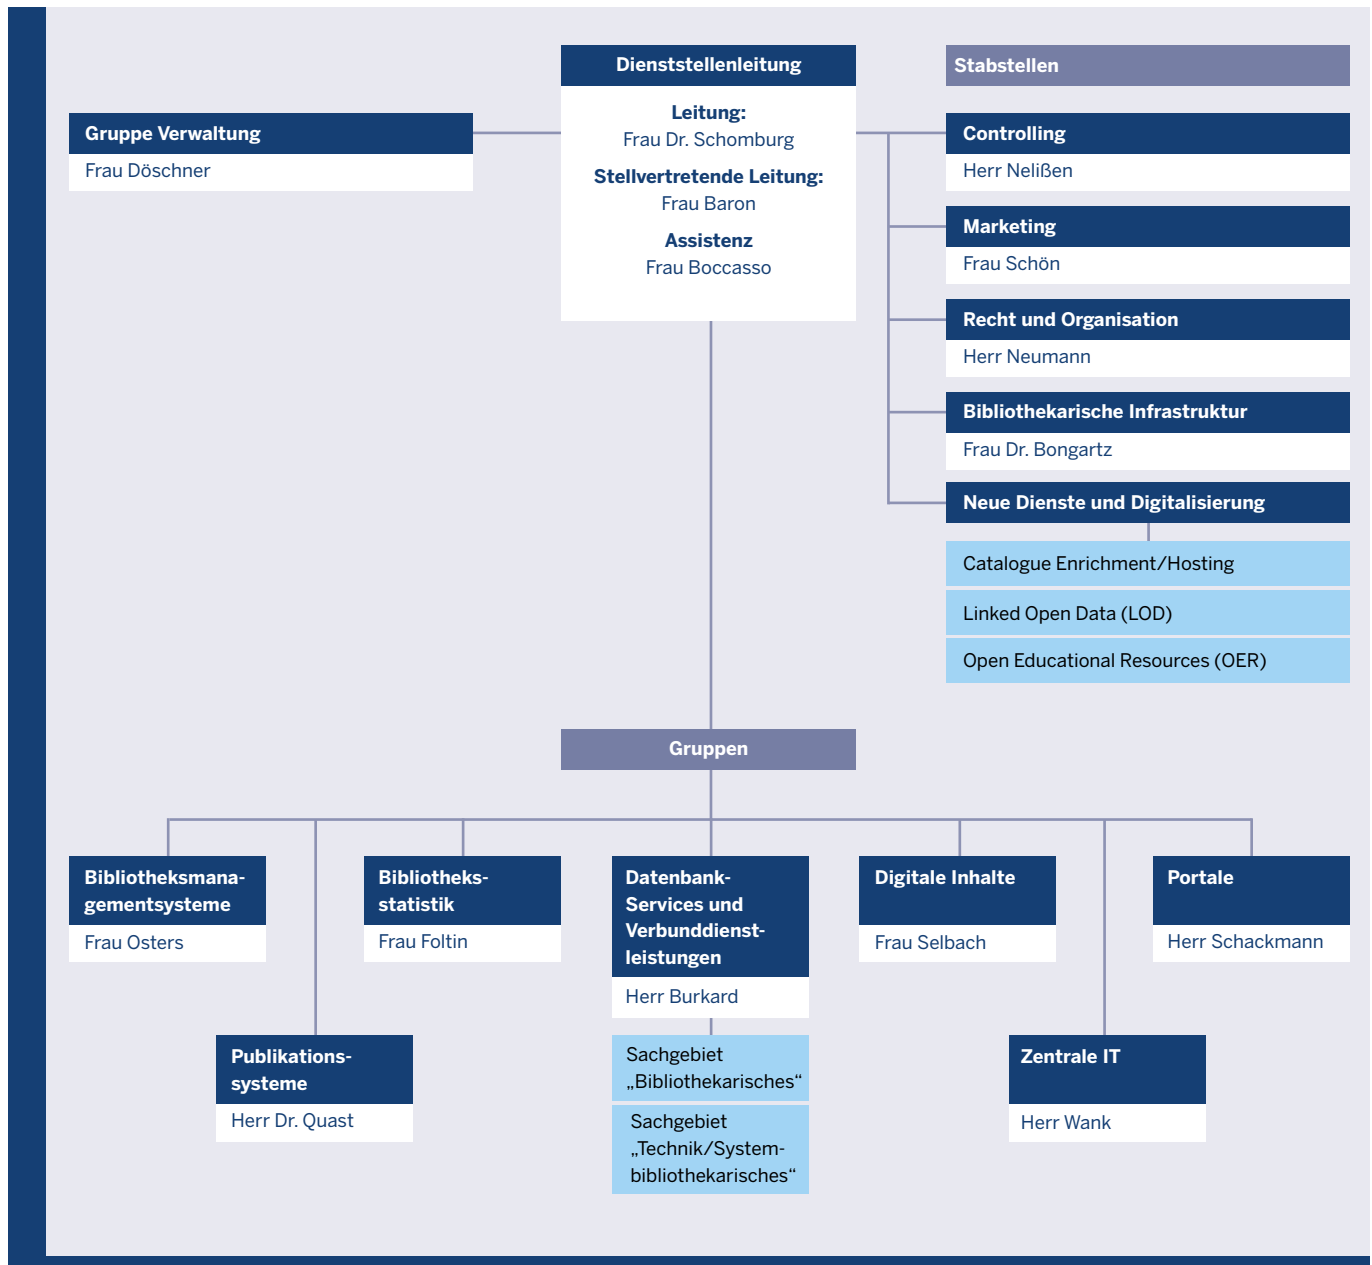 Dienststellenleitung
Leitung:
Frau Dr. Schomburg
Stellvertretende Leitung:
Frau Baron
Assistenz
Frau Boccasso
Gruppe Verwaltung
Frau Döschner
Stabstellen
Controlling
Herr Nelißen
Marketing
Frau Schön
Recht und Organisation
Herr Neumann
Bibliothekarische Infrastruktur
Frau Dr. Bongartz
Neue Dienste und Digitalisierung
Catalogue Enrichment/Hosting
Linked Open Data (LOD)
Open Educational Resources (OER)
Gruppen
Bibliotheksmana-
gementsysteme
Frau Osters
Publikations-
systeme
Herr Dr. Quast
Bibliotheks-
statistik
Frau Foltin
Datenbank-
Services und
Verbunddienst-
leistungen
Herr Burkard
Sachgebiet
„Bibliothekarisches“
Sachgebiet
„Technik/System-
bibliothekarisches“
Digitale Inhalte
Frau Selbach
Zentrale IT
Herr Wank
Portale
Herr Schackmann